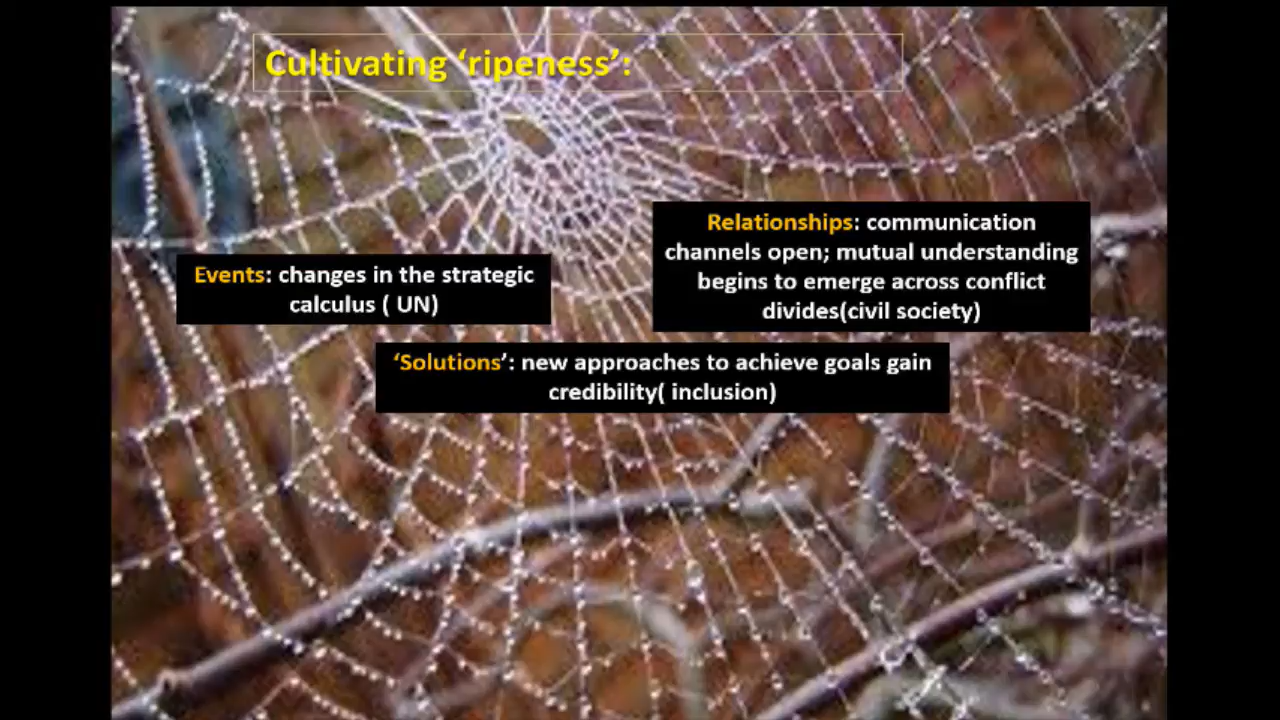 Cultivating ‘ripeness’:
Events: changes in the strategic
calculus ( UN)
Relationships: communication
channels open; mutual understanding
begins to emerge across conflict
divides(civil society)
‘Solutions’: new approaches to achieve goals gain
credibility( inclusion)